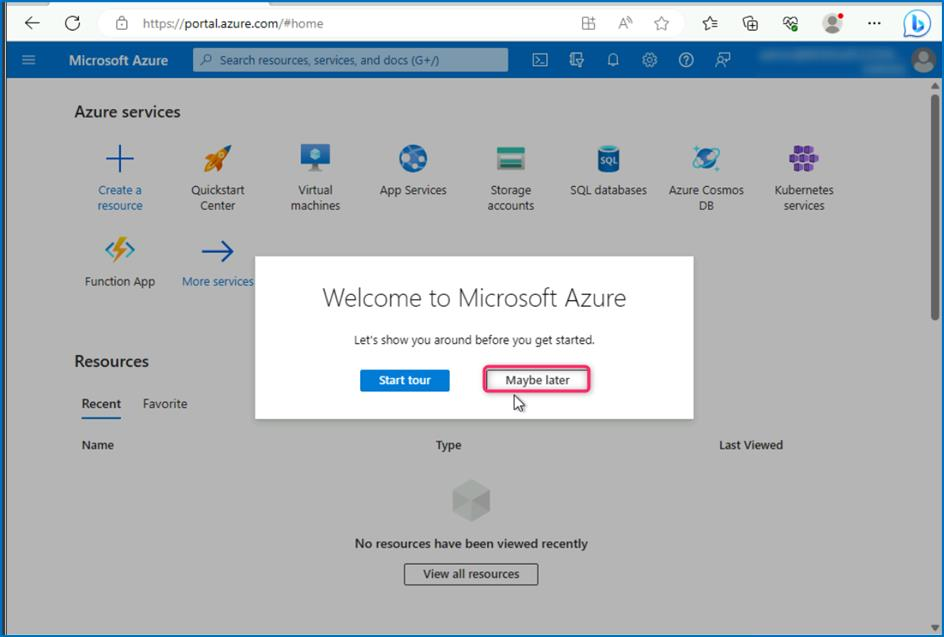 https://portal.azure.com/#home
Microsoft Azure
Search resources, services, and docs (G+/)
Azure services
Create a resource
Quickstart Center
Virtual machines
App Services
Storage accounts
SQL
SQL databases
Azure Cosmos DB
Kubernetes services
Function App
More services
Welcome to Microsoft Azure
Let's show you around before you get started.
Start tour
Maybe later
Resources
Recent
Favorite
Name
Type
Last Viewed
No resources have been viewed recently
View all resources